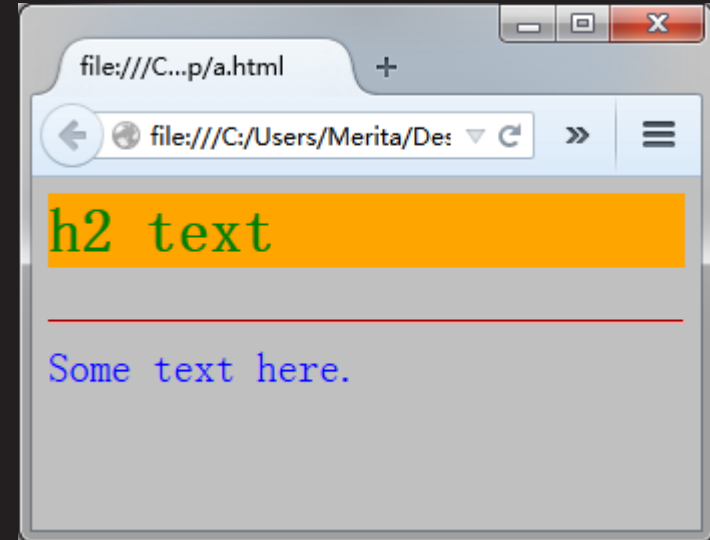 file:///C...p/a.html
file:///C:/Users/Merita/Des
h2 text
Some text here.